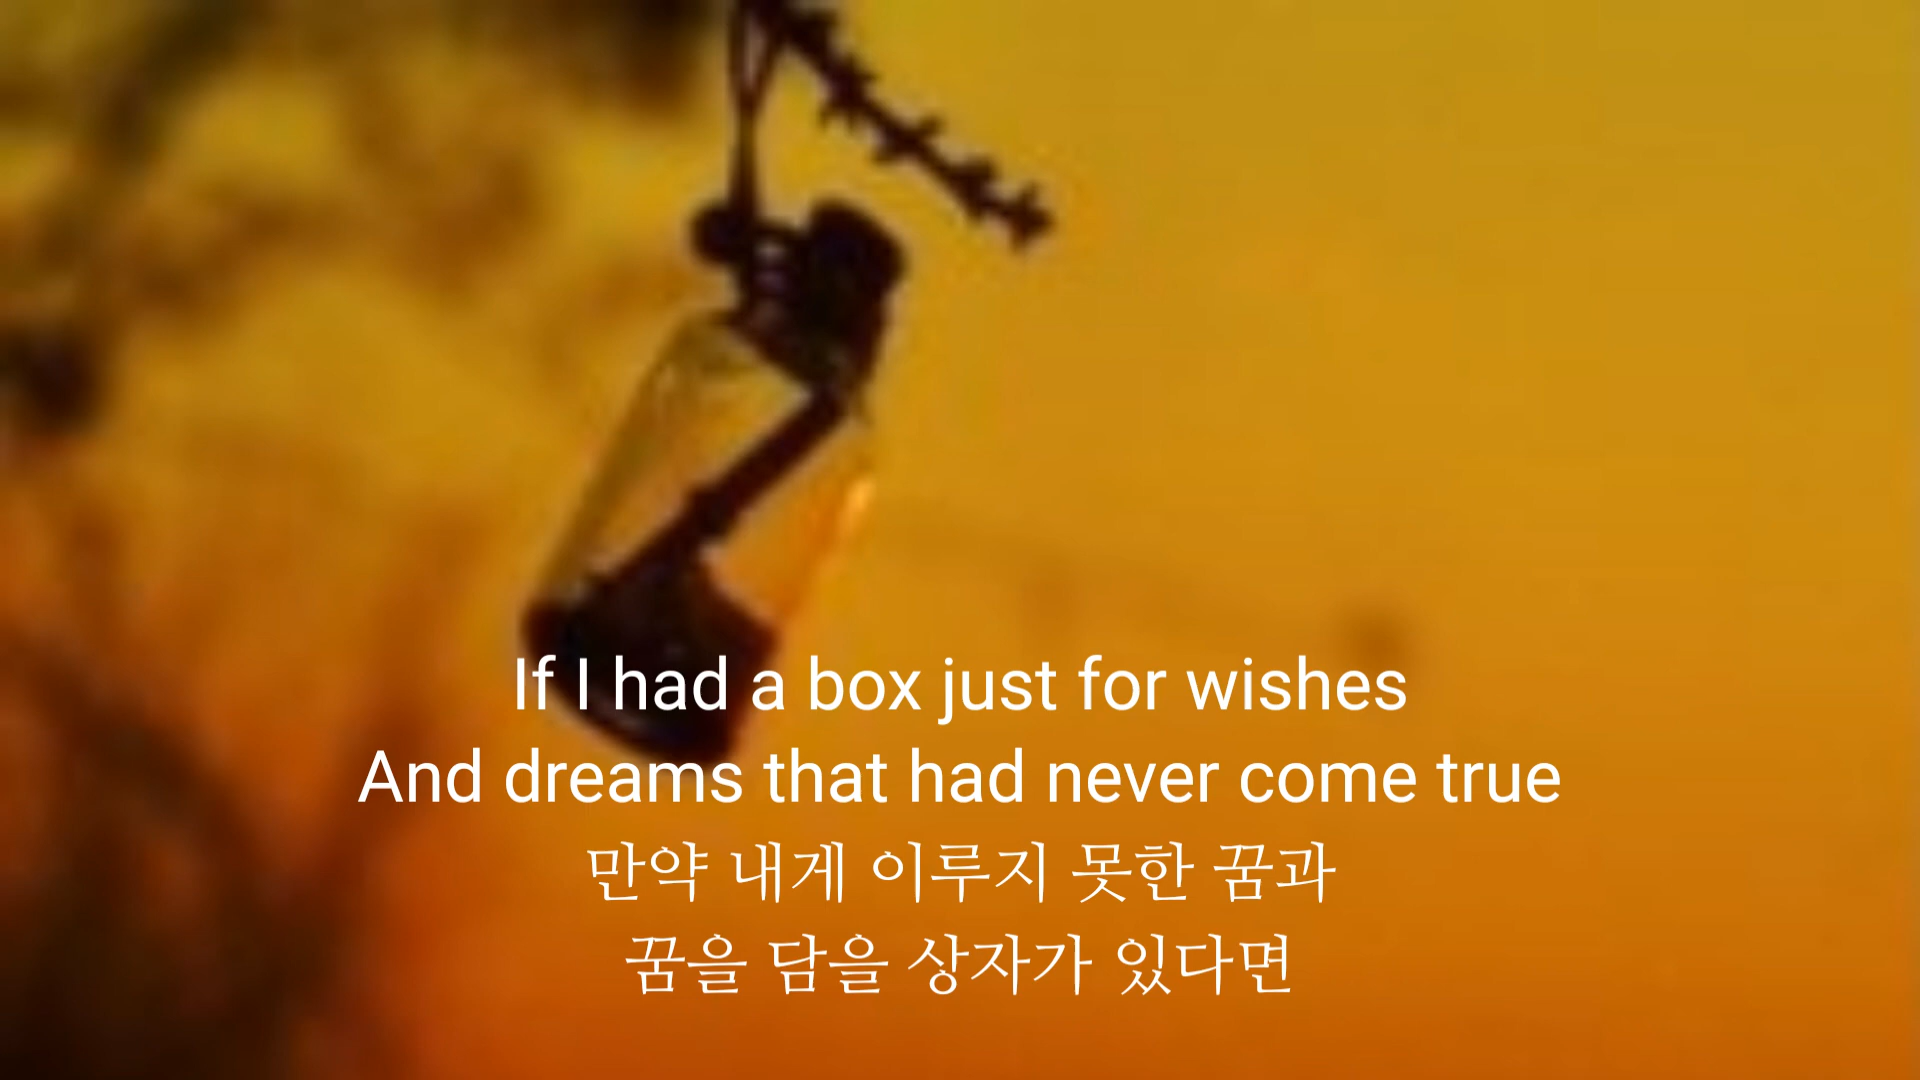 If I had a box just for wishes
And dreams that had never come true
만약 내게 이루지 못한 꿈과
꿈을 담을 상자가 있다면